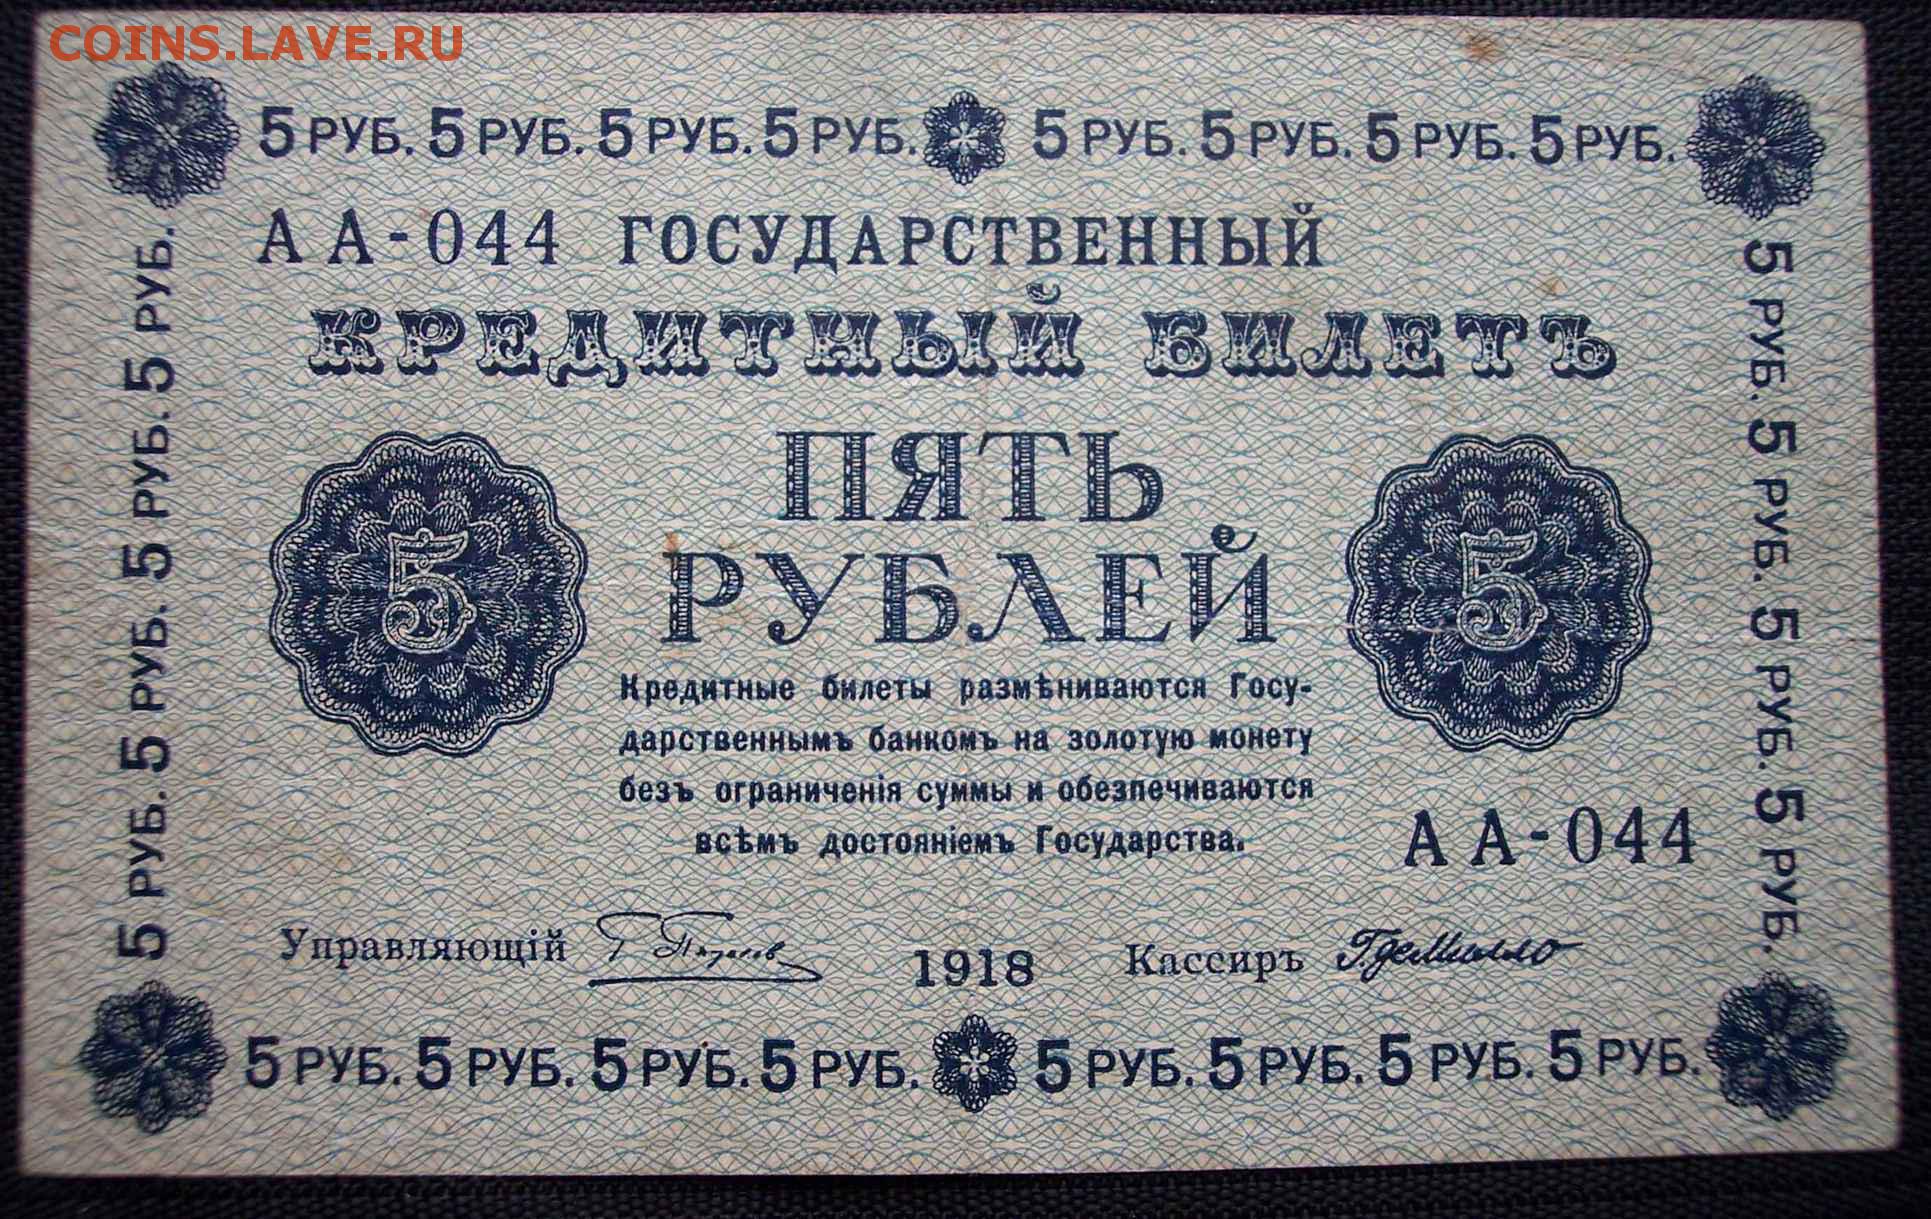 COINS.LAVE.RU
5 РУБ. 5 РУБ. 5 РУБ. 5 РУБ. 5 РУБ. 5 РУБ. 5 РУБ. 5 РУБ.
АА-044 ГОСУДАРСТВЕННЫЙ
КРЕДИТНЫЙ БИЛЕТЪ
ПЯТЬ
РУБЛЕЙ
5
5
Кредитные билеты размѣниваются Госу-
дарственнымъ банкомъ на золотую монету
безъ ограниченія суммы и обезпечиваются
всѣмъ достояніемъ Государства.
АА-044
Управляющій Г Пятаков 1918 Кассиръ Г. де Милло
5 РУБ. 5 РУБ. 5 РУБ. 5 РУБ. 5 РУБ. 5 РУБ. 5 РУБ. 5 РУБ.
5 РУБ. 5 РУБ. 5 РУБ. 5 РУБ.
5 РУБ. 5 РУБ. 5 РУБ. 5 РУБ.